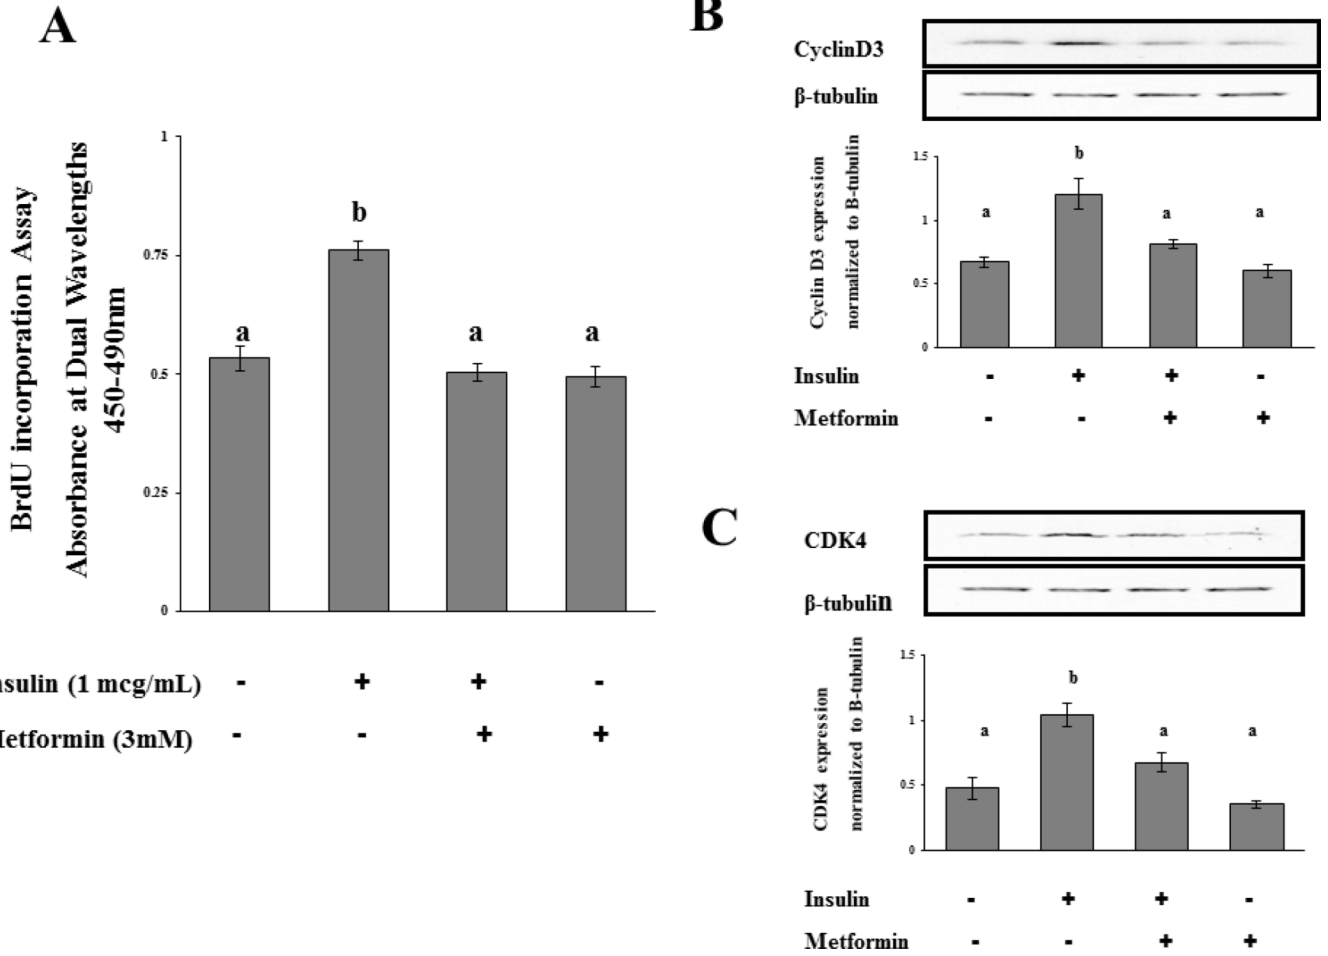 A
BrdU incorporation Assay
Absorbance at Dual Wavelengths
450-490nm
1
0.75
0.5
0.25
0
a
b
a
a
nsulin (1 mcg/mL) - + + -
Metformin (3mM) - - + +
B
CyclinD3
β-tubulin
Cyclin D3 expression
normalized to B-tubulin
1.5
1
0.5
0
a
b
a
a
Insulin - + + -
Metformin - - + +
C
CDK4
β-tubulin
CDK4 expression
normalized to B-tubulin
1.5
1
0.5
0
a
b
a
a
Insulin - + + -
Metformin - - + +